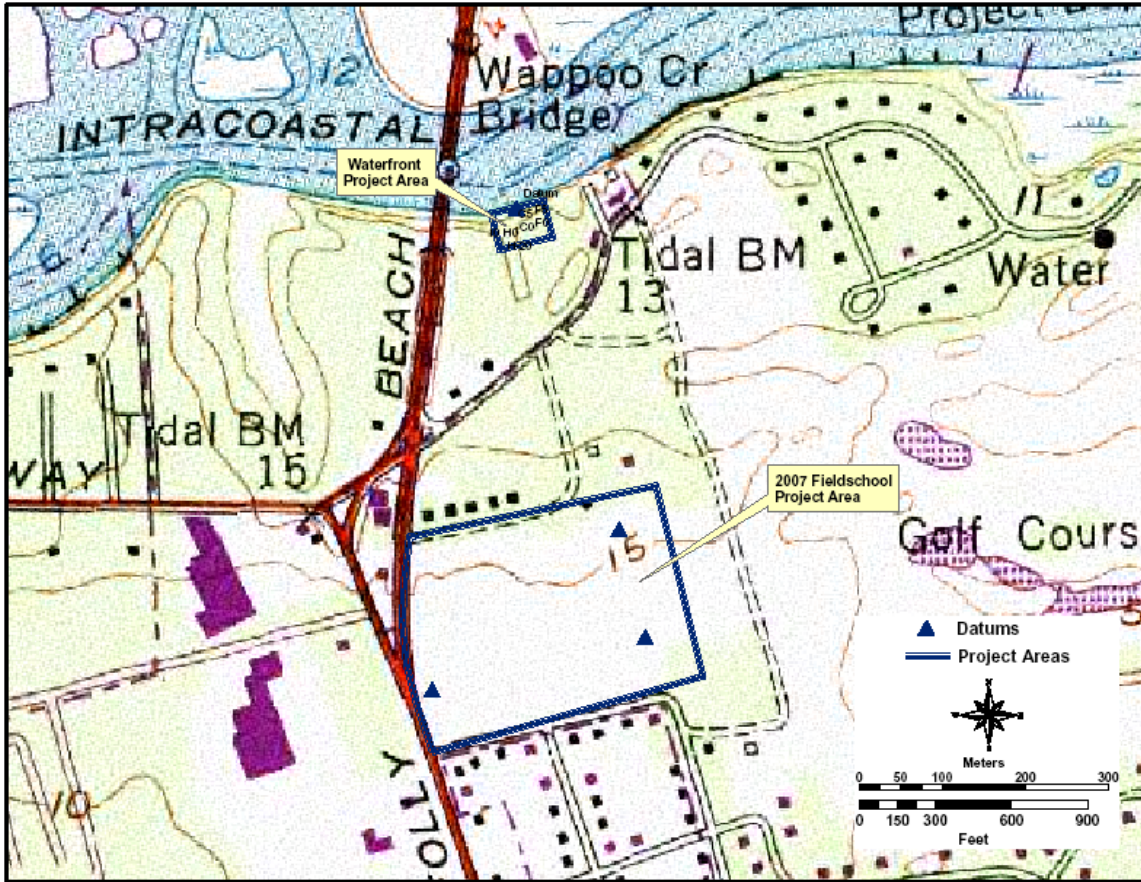 Project
12
Wappoo Cr
Bridge
INTRACOASTAL
Waterfront
Project Area
Datum
BEACH
11
Tidal BM
13
Water
Tidal BM
15
WAY
2007 Fieldschool
Project Area
15
Golf Cours
Datums
Project Areas
Meters
0 50 100 200 300
0 150 300 600 900
Feet
10
OLLY